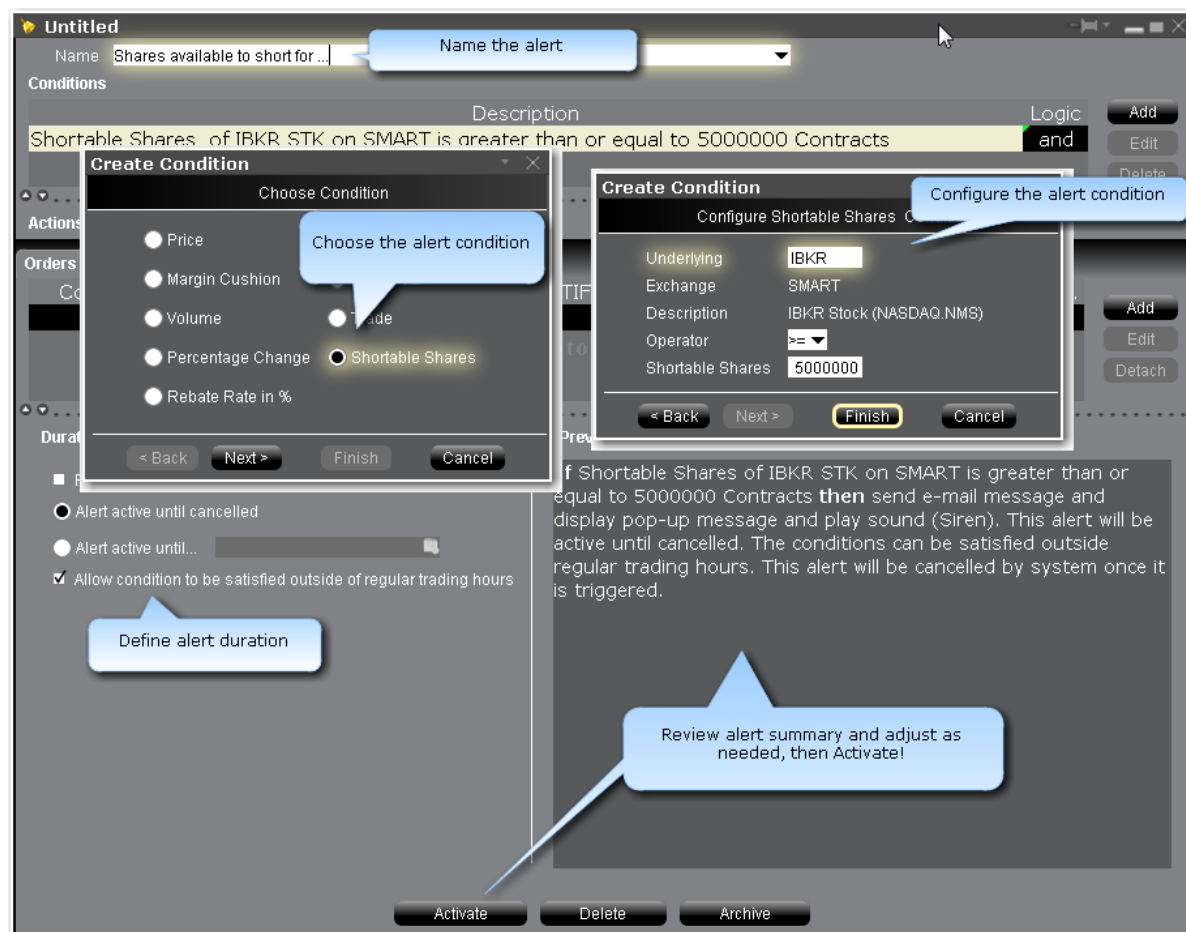 Untitled
Name Shares available to short for ...
Name the alert
Conditions
Description Logic
Add
Shortable Shares of IBKR STK on SMART is greater than or equal to 5000000 Contracts and
Edit
Delete
Create Condition
Choose Condition
Choose the alert condition
Price
Margin Cushion
Volume
Trade
Percentage Change
Shortable Shares
Rebate Rate in %
< Back Next > Finish Cancel
Create Condition
Configure the alert condition
Configure Shortable Shares
Underlying IBKR
Exchange SMART
Description IBKR Stock (NASDAQ.NMS)
Operator >=
Shortable Shares 5000000
< Back Next > Finish Cancel
Actions
Orders
TIF
to
Add
Edit
Detach
Alert active until cancelled
Alert active until...
Allow condition to be satisfied outside of regular trading hours
Define alert duration
If Shortable Shares of IBKR STK on SMART is greater than or
equal to 5000000 Contracts then send e-mail message and
display pop-up message and play sound (Siren). This alert will be
active until cancelled. The conditions can be satisfied outside
regular trading hours. This alert will be cancelled by system once it
is triggered.
Review alert summary and adjust as
needed, then Activate!
Activate Delete Archive